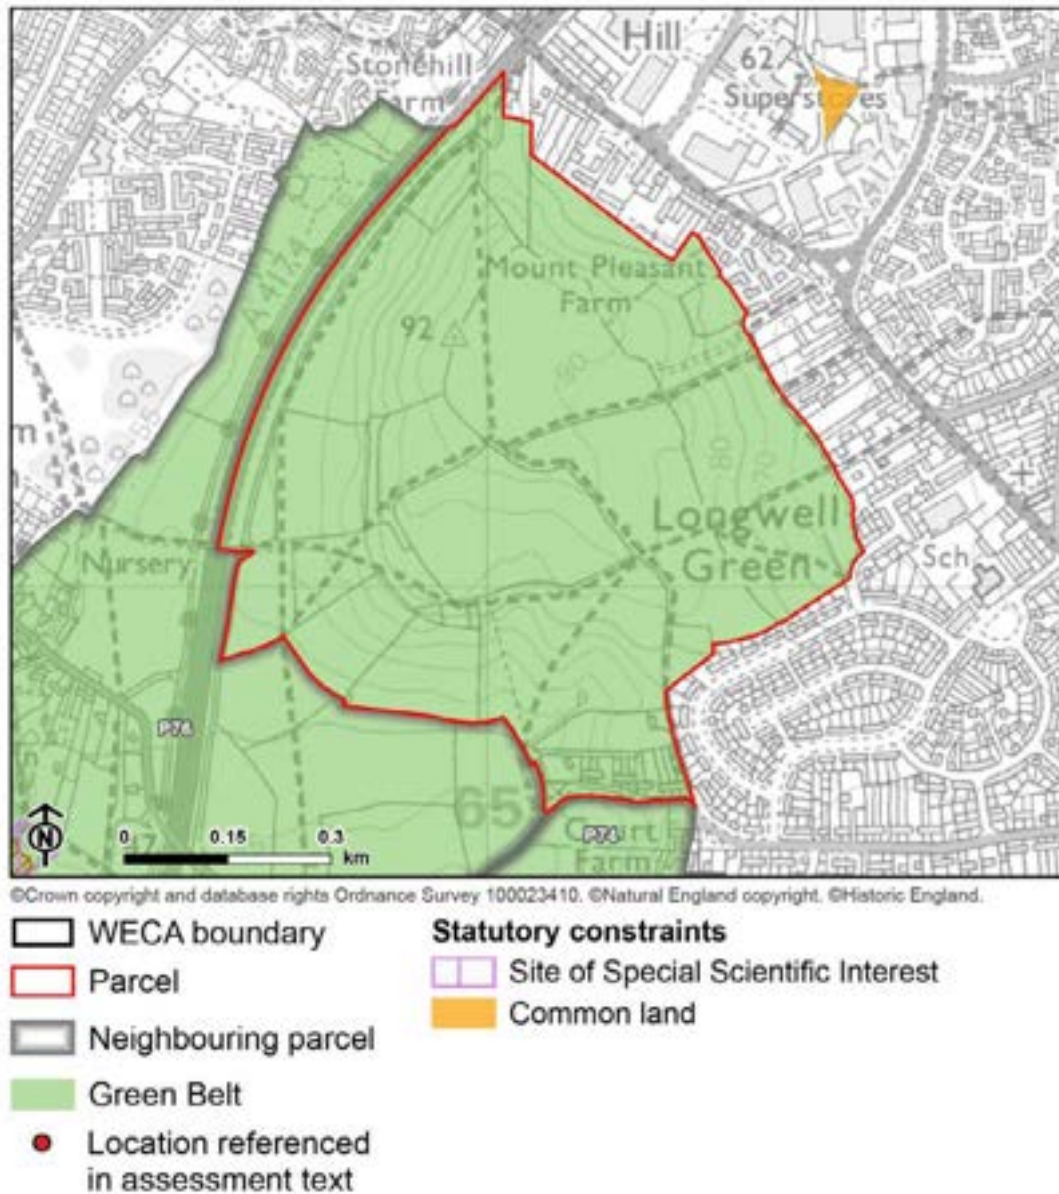 Hill
Stonehill
Farm
62
Superstores
A4174
A4174
Mount Pleasant
Farm
92
90
80
Longwell
Green
Sch
Nursery
P76
65
P74
Court
Farm
N
0 0.15 0.3
km
©Crown copyright and database rights Ordnance Survey 100023410. ©Natural England copyright. ©Historic England.
WECA boundary
Parcel
Neighbouring parcel
Green Belt
Location referenced
in assessment text
Statutory constraints
Site of Special Scientific Interest
Common land